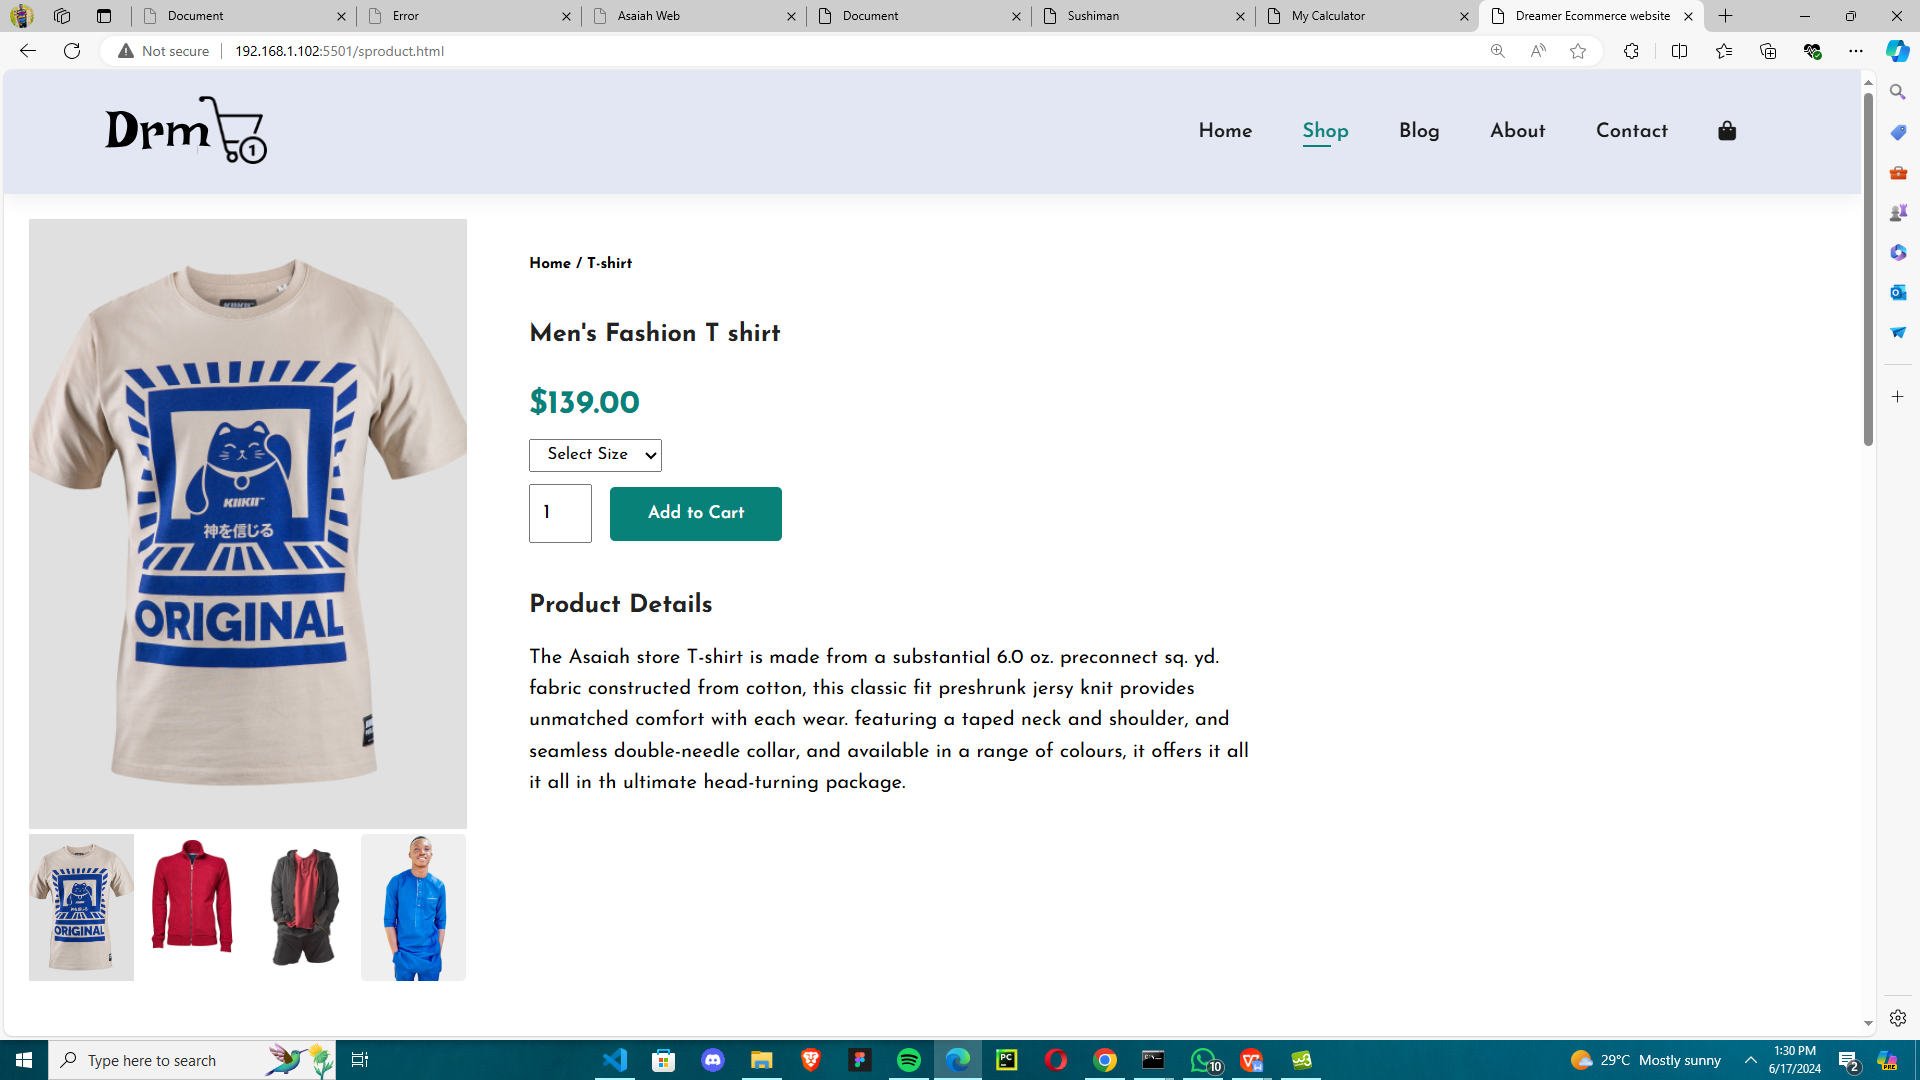 Document
Error
Asaiah Web
Document
Sushiman
My Calculator
Dreamer Ecommerce website
Not secure
192.168.1.102:5501/sproduct.html
Drm
1
Home
Shop
Blog
About
Contact
Home / T-shirt
Men's Fashion T shirt
$139.00
Select Size
1
Add to Cart
Product Details
The Asaiah store T-shirt is made from a substantial 6.0 oz. preconnect sq. yd.
fabric constructed from cotton, this classic fit preshrunk jersy knit provides
unmatched comfort with each wear. featuring a taped neck and shoulder, and
seamless double-needle collar, and available in a range of colours, it offers it all
it all in th ultimate head-turning package.
KIIKII
KIIKII™
神を信じる
ORIGINAL
ORIGINAL
Type here to search
PC
10
29°C Mostly sunny
1:30 PM
6/17/2024
2
PRE